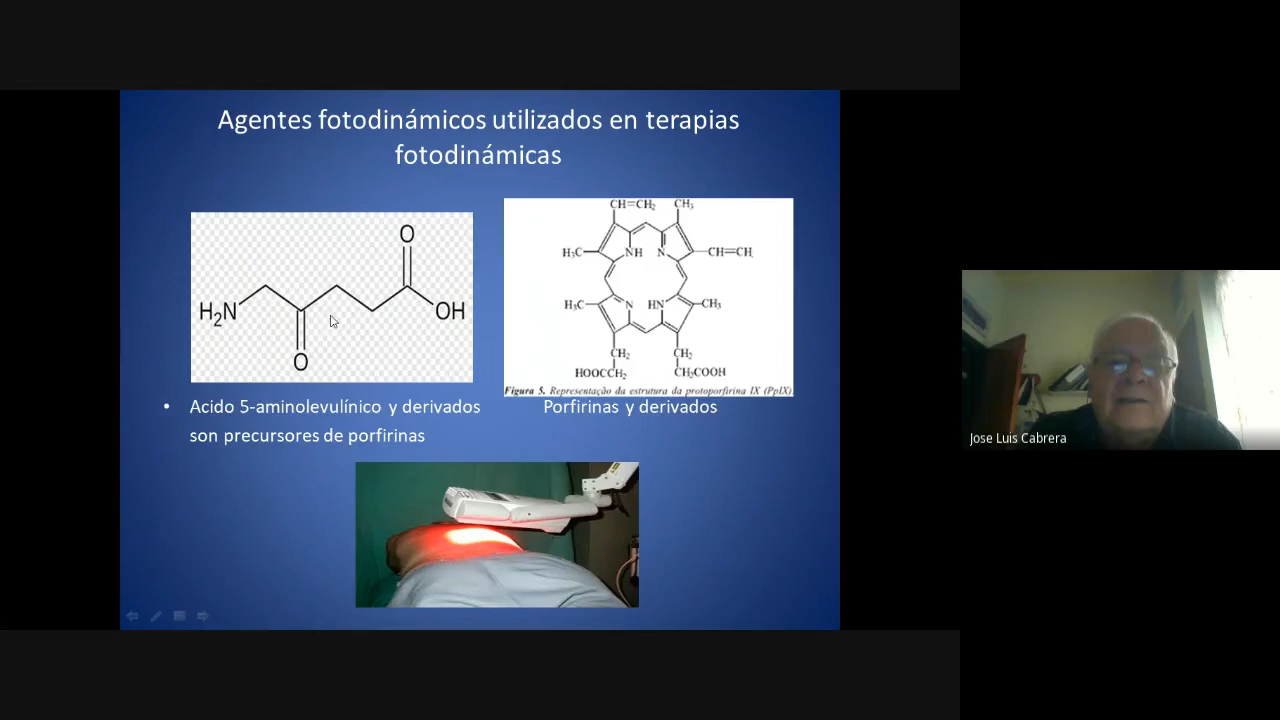 Agentes fotodinámicos utilizados en terapias
fotodinámicas
O
H₂N
OH
O
CH=CH₂
CH₃
H₃C
NH
N
CH=CH
H₃C
N
HN
CH₃
CH₂
CH₂
HOOCCH₂
CH₂COOH
Figura 5. Representação da estrutura da protoporfirina IX (PpIX).
• Acido 5-aminolevulínico y derivados
son precursores de porfirinas
Porfirinas y derivados
Jose Luis Cabrera